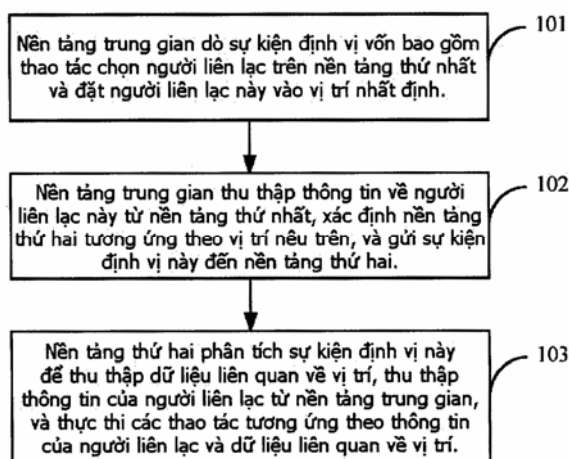 Nền tảng trung gian dò sự kiện định vị vốn bao gồm
thao tác chọn người liên lạc trên nền tảng thứ nhất
và đặt người liên lạc này vào vị trí nhất định.
101
Nền tảng trung gian thu thập thông tin về người
liên lạc này từ nền tảng thứ nhất, xác định nền tảng
thứ hai tương ứng theo vị trí nêu trên, và gửi sự kiện
định vị này đến nền tảng thứ hai.
102
Nền tảng thứ hai phân tích sự kiện định vị này
để thu thập dữ liệu liên quan về vị trí, thu thập
thông tin của người liên lạc từ nền tảng trung gian,
và thực thi các thao tác tương ứng theo thông tin
của người liên lạc và dữ liệu liên quan về vị trí.
103